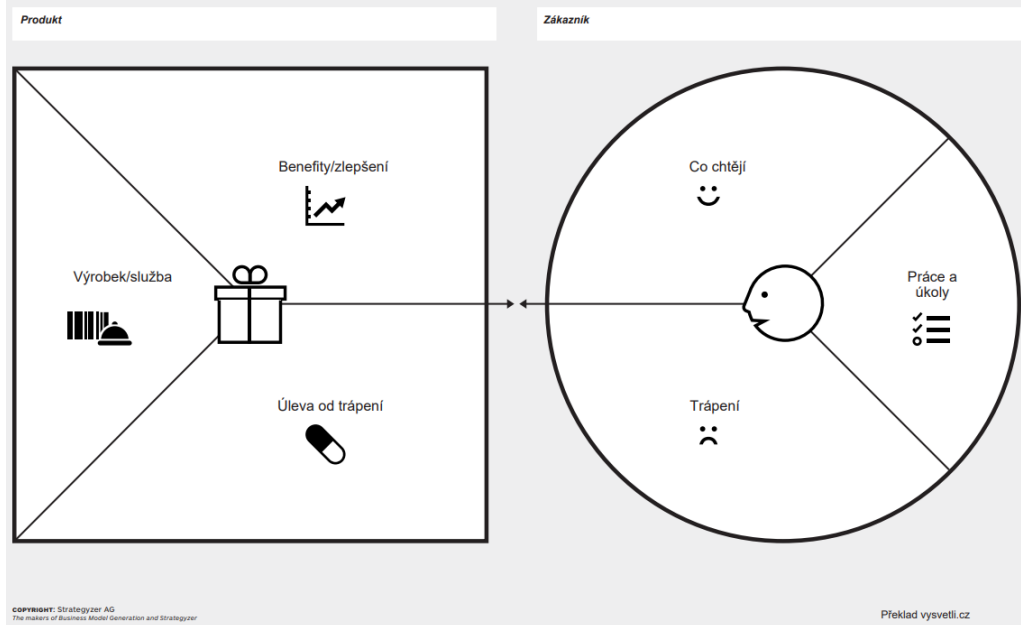 Produkt
Zákazník
Benefity/zlepšení
Výrobek/služba
Úleva od trápení
Co chtějí
Práce a
úkoly
Trápení
COPYRIGHT: Strategyzer AG
The makers of Business Model Generation and Strategyzer
Překlad vysvetli.cz